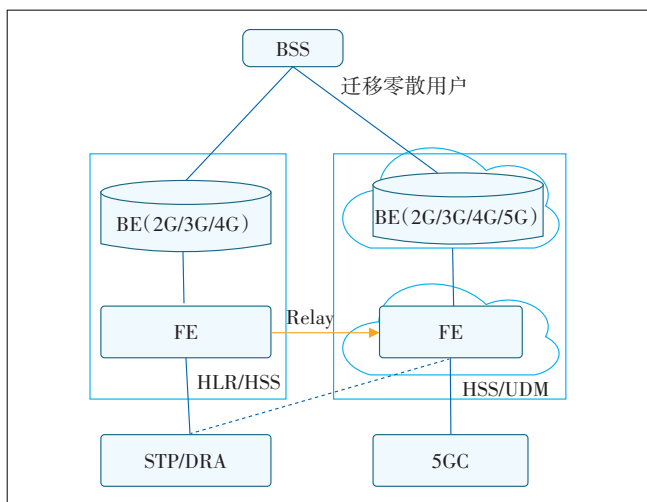 BSS
迁移零散用户
BE(2G/3G/4G)
BE(2G/3G/4G/5G)
FE
Relay
FE
HLR/HSS
HSS/UDM
STP/DRA
5GC